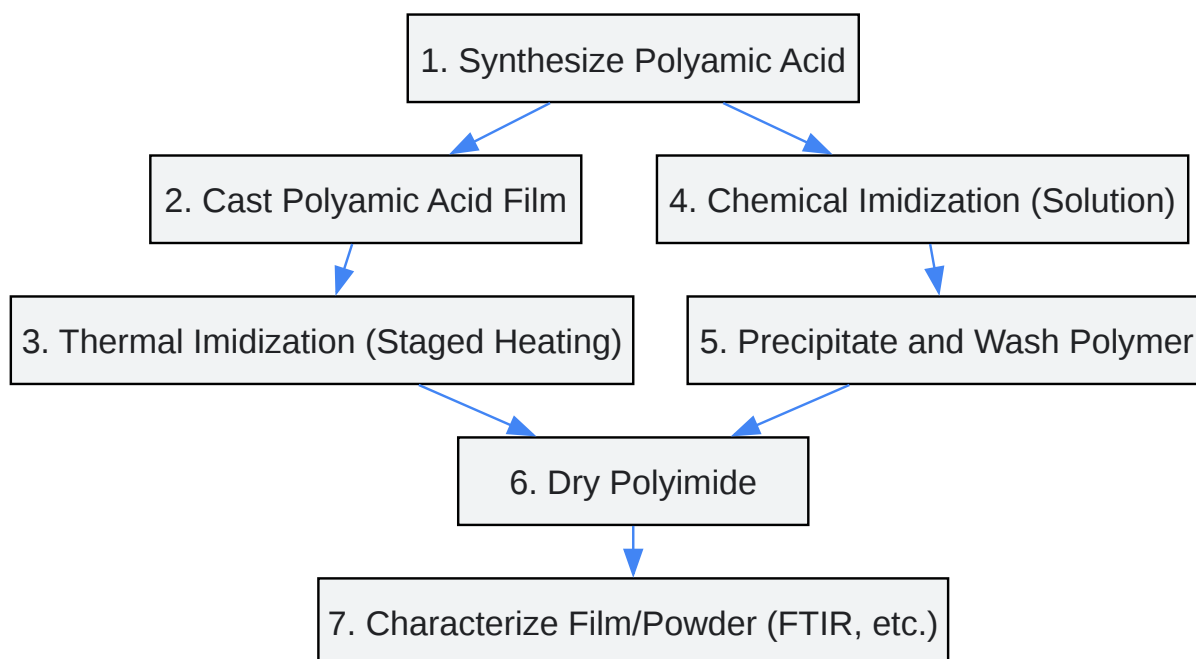 1. Synthesize Polyamic Acid
2. Cast Polyamic Acid Film
4. Chemical Imidization (Solution)
3. Thermal Imidization (Staged Heating)
5. Precipitate and Wash Polymer
6. Dry Polyimide
7. Characterize Film/Powder (FTIR, etc.)